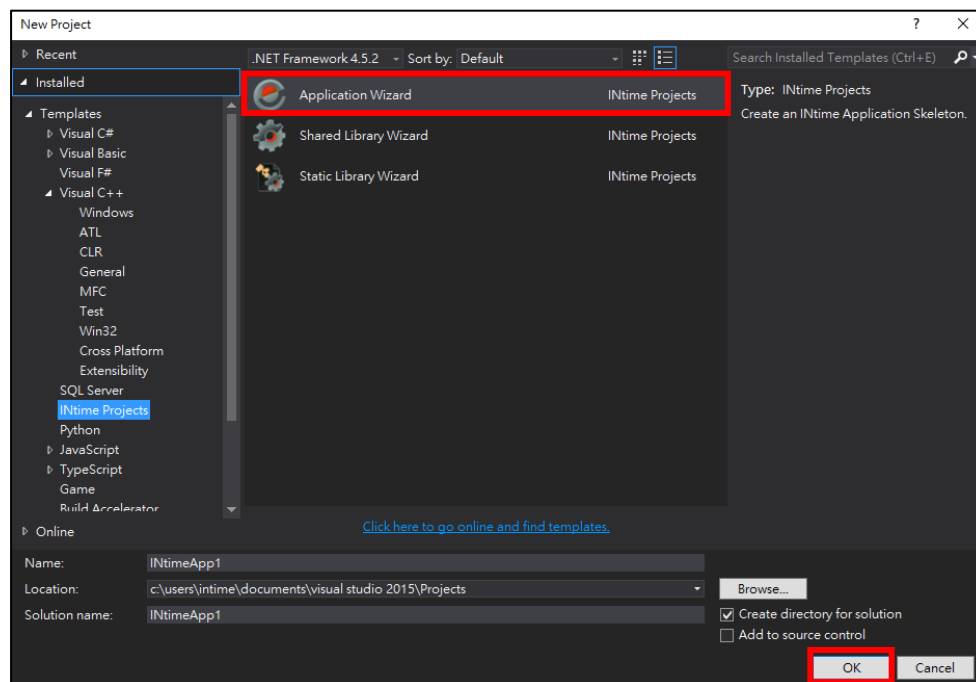 New Project
? X
Recent
.NET Framework 4.5.2 Sort by: Default
Search Installed Templates (Ctrl+E)
Installed
Templates
Visual C#
Visual Basic
Visual F#
Visual C++
Windows
ATL
CLR
General
MFC
Test
Win32
Cross Platform
Extensibility
SQL Server
INtime Projects
Python
JavaScript
TypeScript
Game
Build Accelerator
Online
Application Wizard INtime Projects
Shared Library Wizard INtime Projects
Static Library Wizard INtime Projects
Click here to go online and find templates.
Type: INtime Projects
Create an INtime Application Skeleton.
Name: INtimeApp1
Location: c:\users\intime\documents\visual studio 2015\Projects
Browse...
Solution name: INtimeApp1
Create directory for solution
Add to source control
OK Cancel